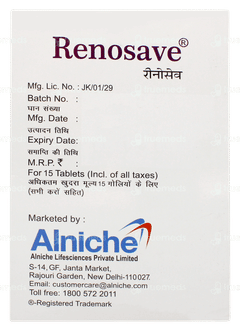 Renosave®
रीनोसेव
Mfg. Lic. No. : JK/01/29
Batch No. :
घान संख्या
Mfg. Date :
उत्पादन तिथि
Expiry Date:
समाप्ति की तिथि
M.R.P. ₹ :
For 15 Tablets (Incl. of all taxes)
अधिकतम खुदरा मूल्य 15 गोलियों के लिए
(सभी करों सहित)
Marketed by :
Alniche
Alniche Lifesciences Private Limited
S-14, GF, Janta Market,
Rajouri Garden, New Delhi-110027.
Email: customercare@alniche.com
Toll free: 1800 572 2011
®-Registered Trademark